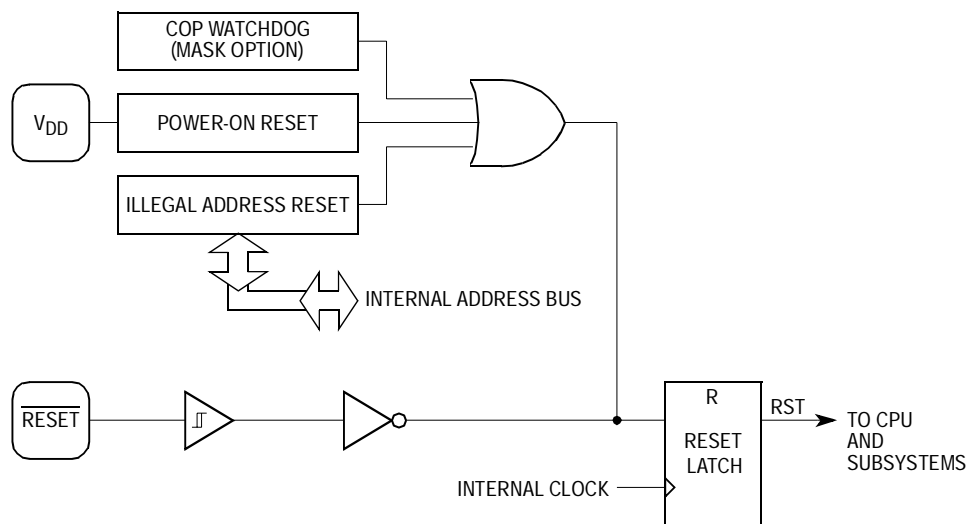 COP WATCHDOG
(MASK OPTION)
VDD
POWER-ON RESET
ILLEGAL ADDRESS RESET
INTERNAL ADDRESS BUS
RESET
R
RST
TO CPU
AND
SUBSYSTEMS
RESET
LATCH
INTERNAL CLOCK